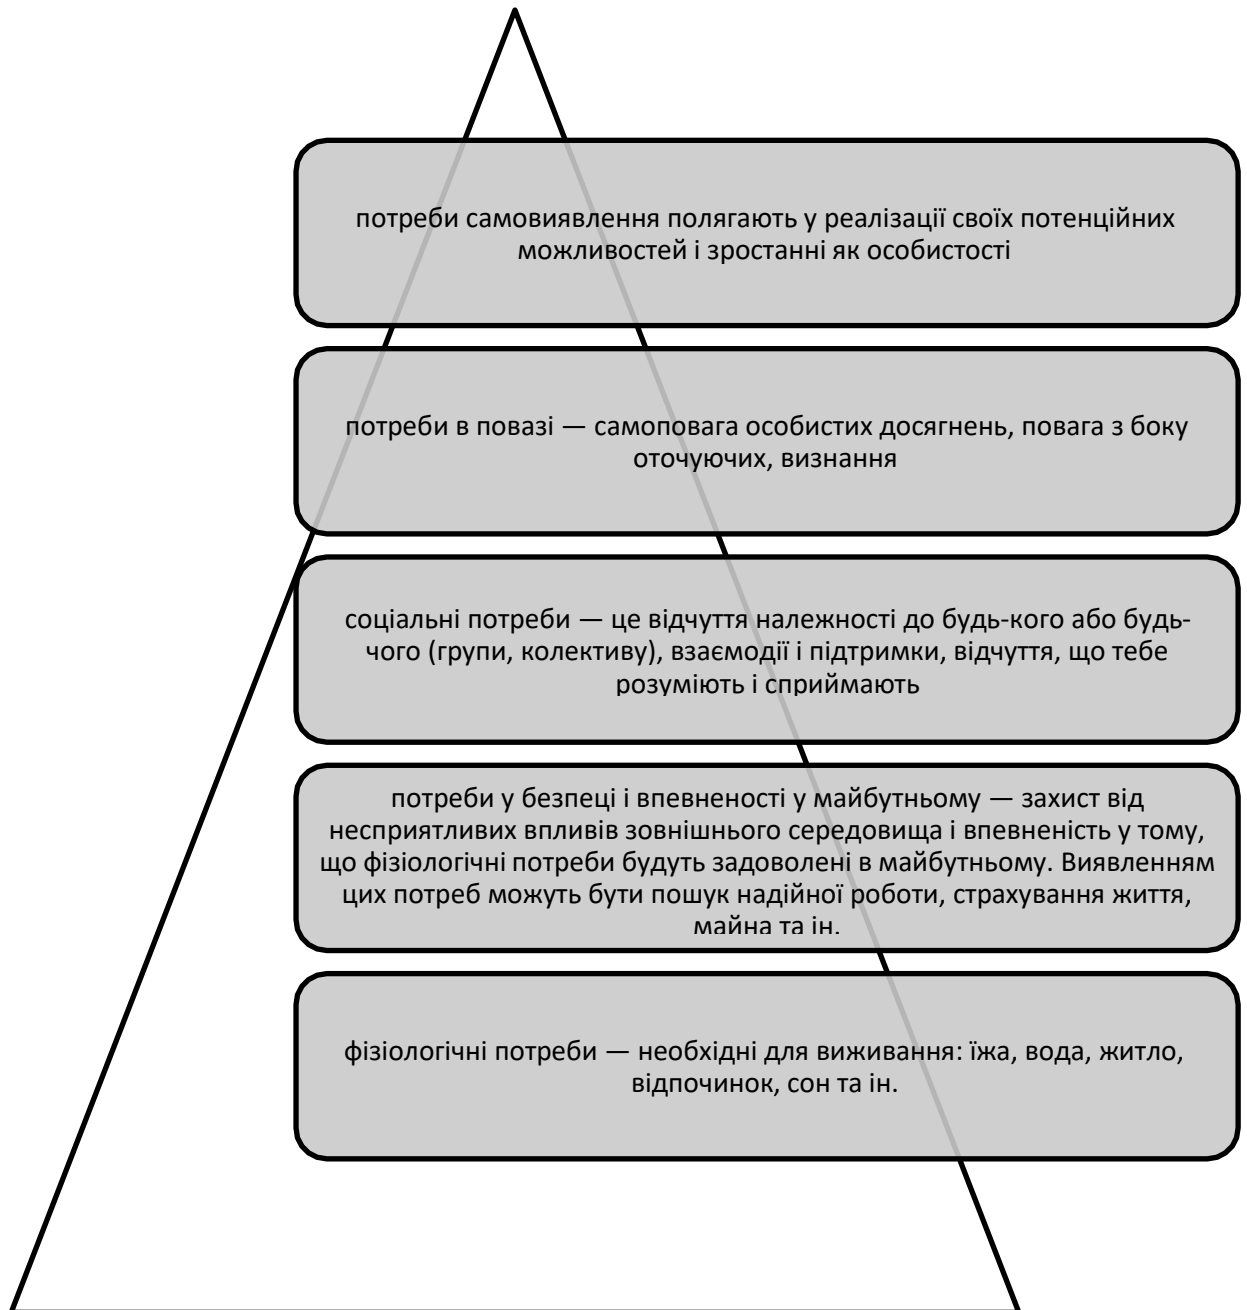 потреби самовиявлення полягають у реалізації своїх потенційних
можливостей і зростанні як особистості
потреби в повазі — самоповага особистих досягнень, повага з боку
оточуючих, визнання
соціальні потреби — це відчуття належності до будь-кого або будь-
чого (групи, колективу), взаємодії і підтримки, відчуття, що тебе
розуміють і сприймають
потреби у безпеці і впевненості у майбутньому — захист від
несприятливих впливів зовнішнього середовища і впевненість у тому,
що фізіологічні потреби будуть задоволені в майбутньому. Виявленням
цих потреб можуть бути пошук надійної роботи, страхування життя,
майна та ін.
фізіологічні потреби — необхідні для виживання: їжа, вода, житло,
відпочинок, сон та ін.